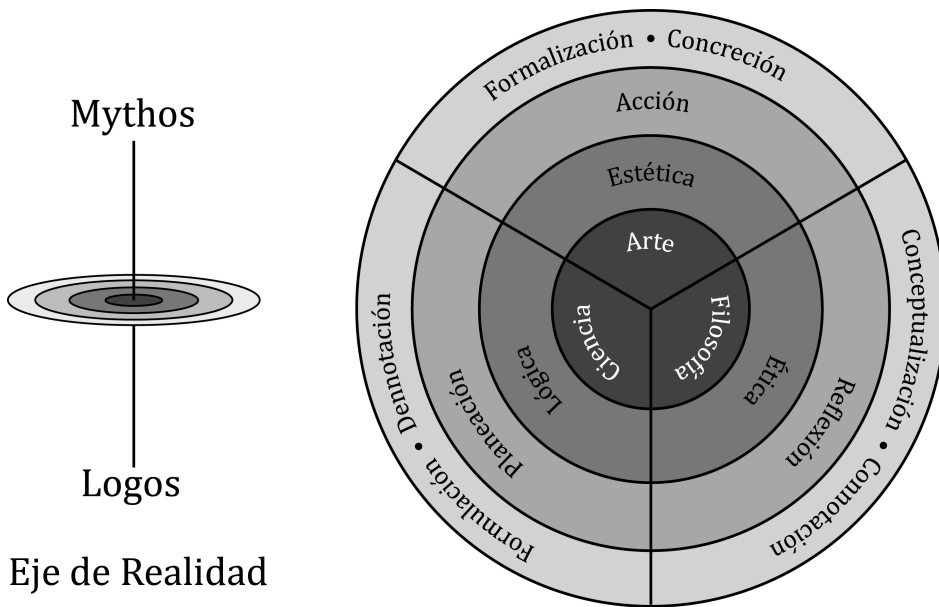 Mythos
Logos
Eje de Realidad
Formalización • Concreción
Acción
Estética
Arte
Ciencia
Lógica
Planeación
Formulación • Dennotación
Filosofía
Ética
Reflexión
Conceptualización • Connotación